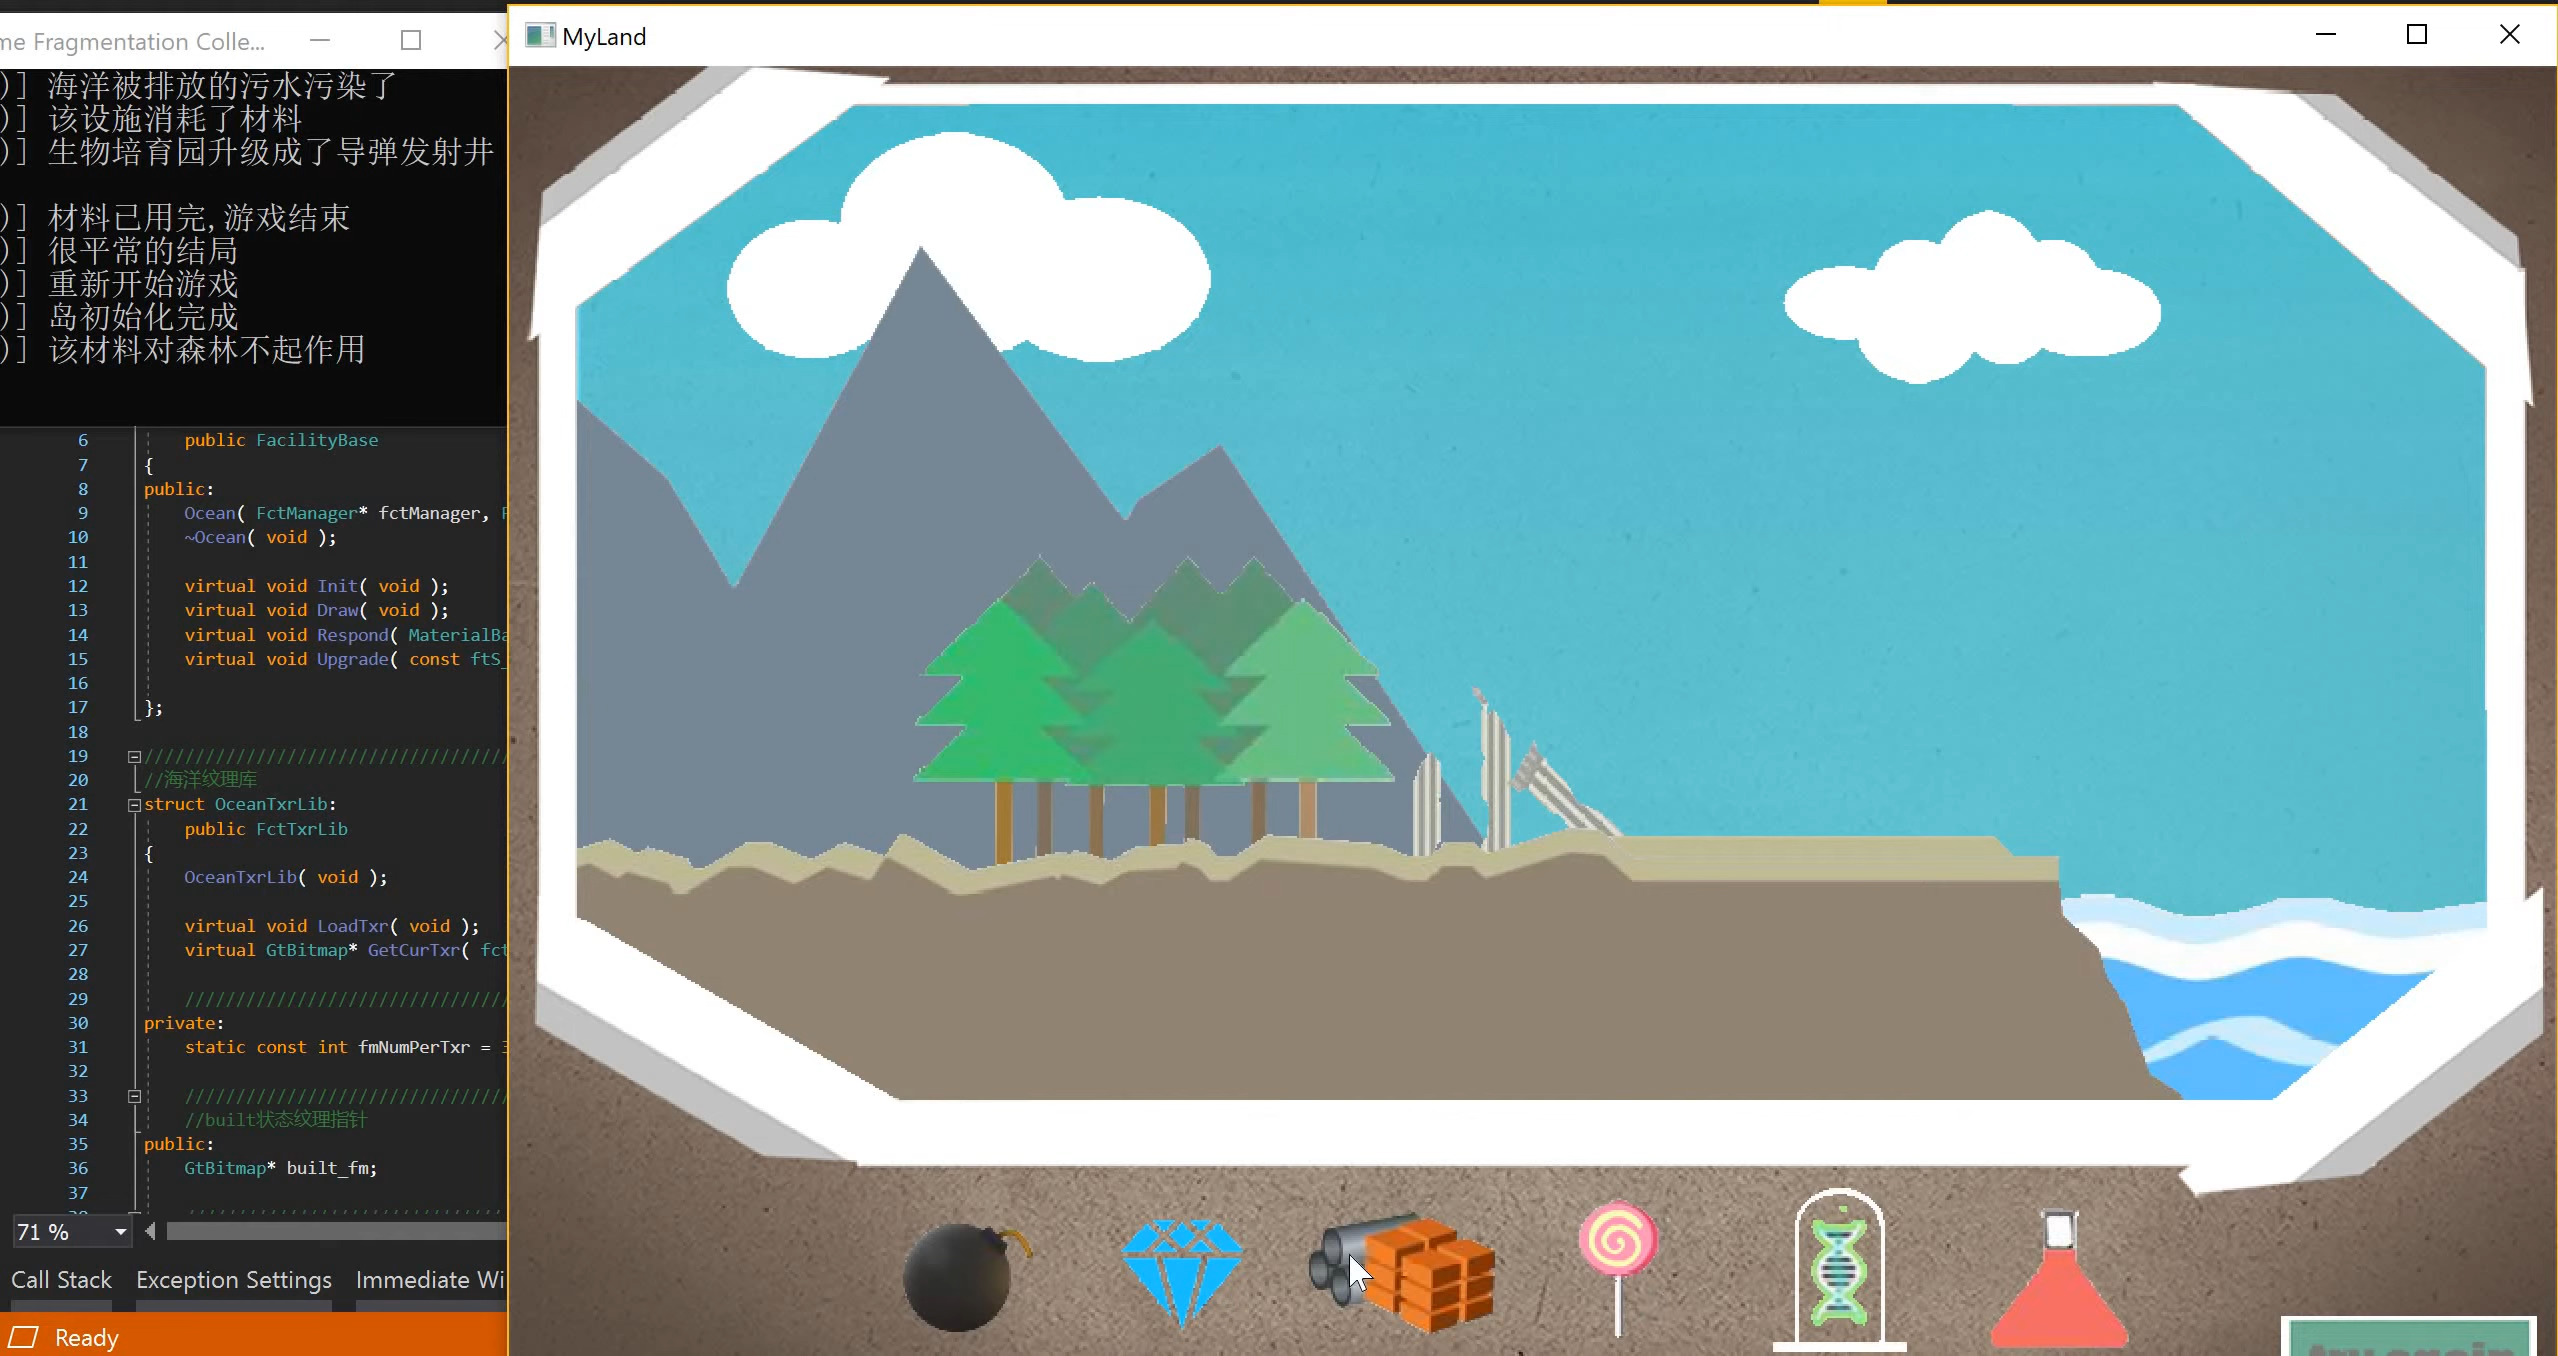 me Fragmentation Colle...
)] 海洋被排放的污水污染了
)] 该设施消耗了材料
)] 生物培育园升级成了导弹发射井
)] 材料已用完,游戏结束
)] 很平常的结局
)] 重新开始游戏
)] 岛初始化完成
)] 该材料对森林不起作用
6 public FacilityBase
7 {
8 public:
9 Ocean( FctManager* fctManager,
10 ~Ocean( void );
11
12 virtual void Init( void );
13 virtual void Draw( void );
14 virtual void Respond( MaterialBa
15 virtual void Upgrade( const ftS_
16
17 };
18
19 ////////////////////////////////////
20 //海洋纹理库
21 struct OceanTxrLib:
22 public FctTxrLib
23 {
24 OceanTxrLib( void );
25
26 virtual void LoadTxr( void );
27 virtual GtBitmap* GetCurTxr( fct
28
29 ////////////////////////////////
30 private:
31 static const int fmNumPerTxr =
32
33 ////////////////////////////////
34 //built状态纹理指针
35 public:
36 GtBitmap* built_fm;
37
71 %
Call Stack Exception Settings Immediate Wi
Ready
MyLand